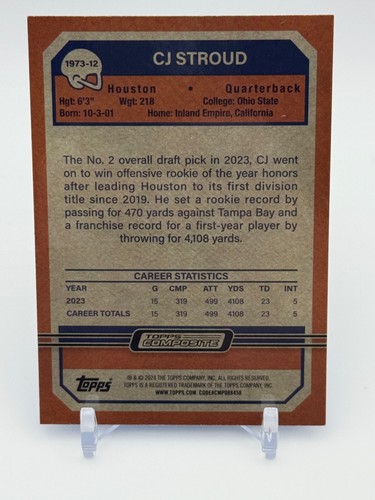 1973-12
CJ STROUD
Houston • Quarterback
Hgt: 6'3" Wgt: 218 College: Ohio State
Born: 10-3-01 Home: Inland Empire, California
The No. 2 overall draft pick in 2023, CJ went
on to win offensive rookie of the year honors
after leading Houston to its first division
title since 2019. He set a rookie record by
passing for 470 yards against Tampa Bay and
a franchise record for a first-year player by
throwing for 4,108 yards.
CAREER STATISTICS
YEAR G CMP ATT YDS TD INT
2023 15 319 499 4108 23 5
CAREER TOTALS 15 319 499 4108 23 5
TOPPS
COMPOSITE
Topps
® & © 2024 THE TOPPS COMPANY, INC. ALL RIGHTS RESERVED.
TOPPS IS A REGISTERED TRADEMARK OF THE TOPPS COMPANY, INC.
WWW.TOPPS.COM CODE#CMP088458